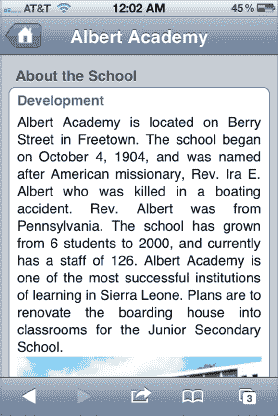 AT&T 12:02 AM 45%
Albert Academy
About the School
Development
Albert Academy is located on Berry
Street in Freetown. The school began
on October 4, 1904, and was named
after American missionary, Rev. Ira E.
Albert who was killed in a boating
accident. Rev. Albert was from
Pennsylvania. The school has grown
from 6 students to 2000, and currently
has a staff of 126. Albert Academy is
one of the most successful institutions
of learning in Sierra Leone. Plans are to
renovate the boarding house into
classrooms for the Junior Secondary
School.
3